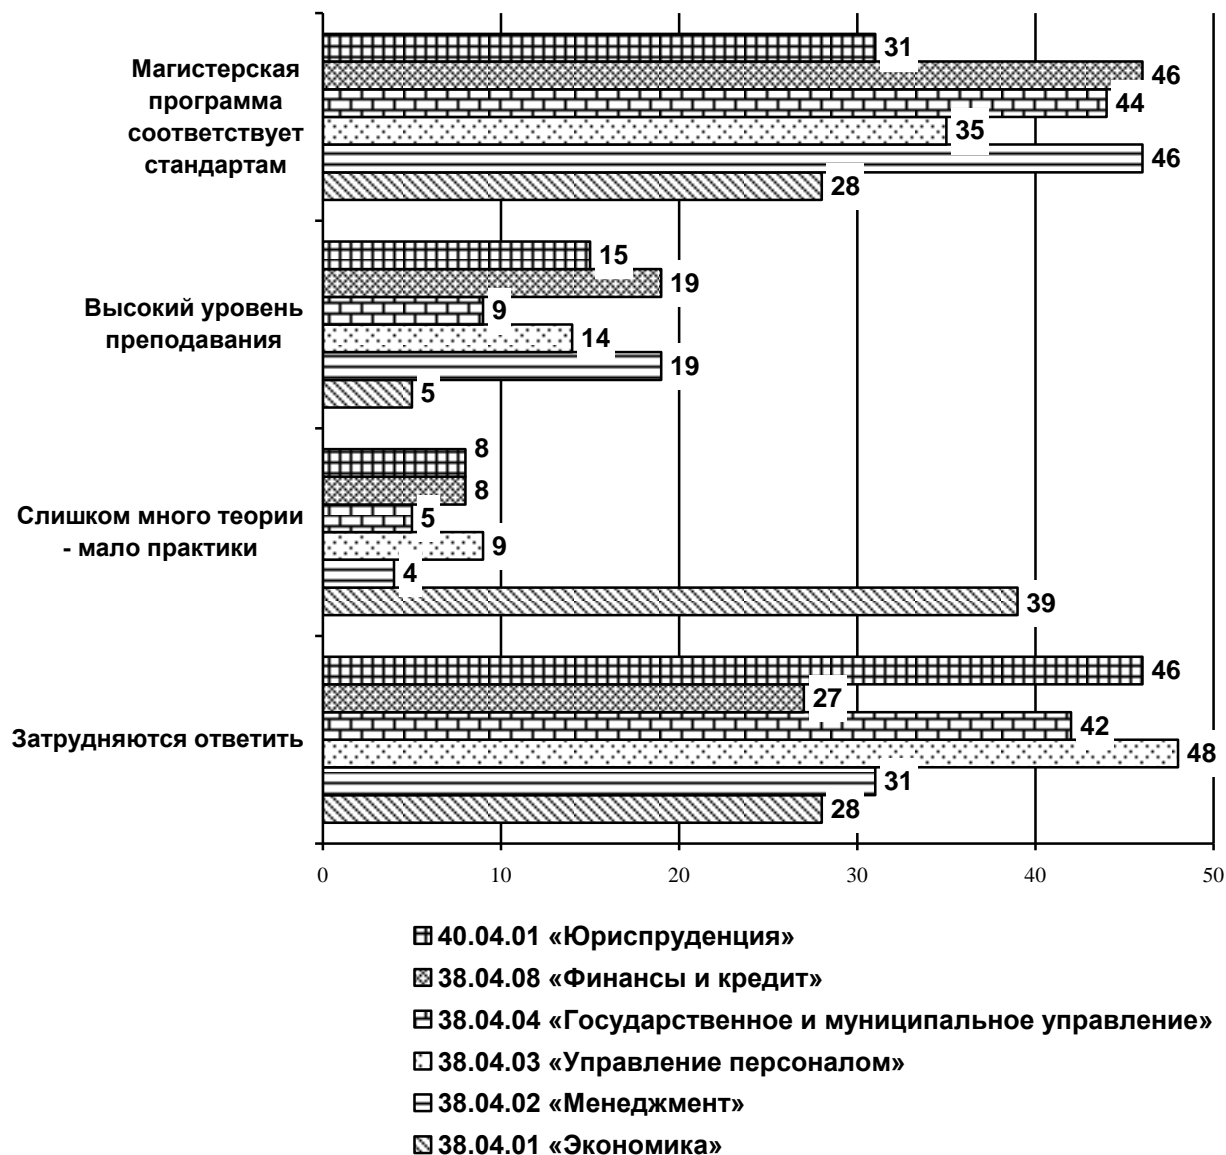 Магистерская
программа
соответствует
стандартам
31
46
44
35
46
28
Высокий уровень
преподавания
15
19
9
14
19
5
Слишком много теории
- мало практики
8
8
5
9
4
39
Затрудняются ответить
46
27
42
48
31
28
0 10 20 30 40 50
40.04.01 «Юриспруденция»
38.04.08 «Финансы и кредит»
38.04.04 «Государственное и муниципальное управление»
38.04.03 «Управление персоналом»
38.04.02 «Менеджмент»
38.04.01 «Экономика»